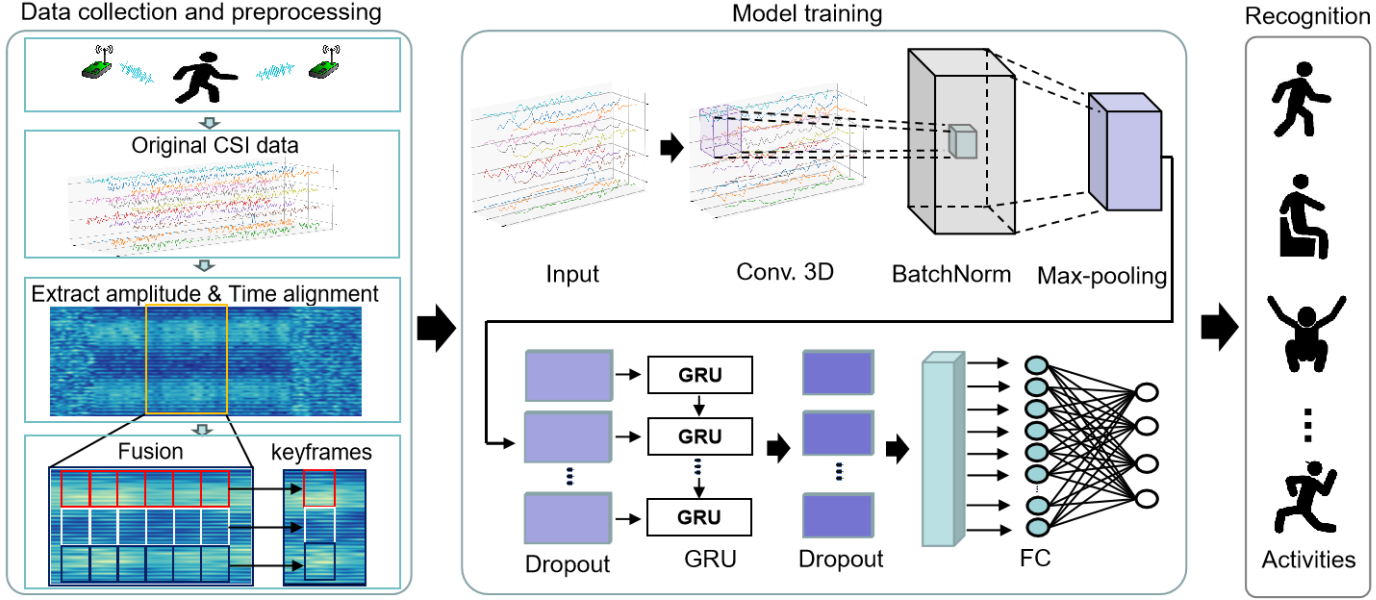 Data collection and preprocessing
Original CSI data
Extract amplitude & Time alignment
Fusion
keyframes
Model training
Input
Conv. 3D
BatchNorm
Max-pooling
GRU
GRU
GRU
Dropout
GRU
Dropout
FC
Recognition
Activities